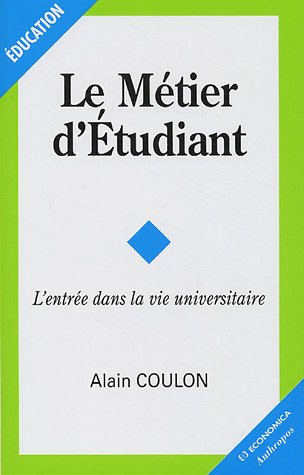 ÉDUCATION
Le Métier
d'Étudiant
L'entrée dans la vie universitaire
Alain COULON
ECONOMICA
Anthropos